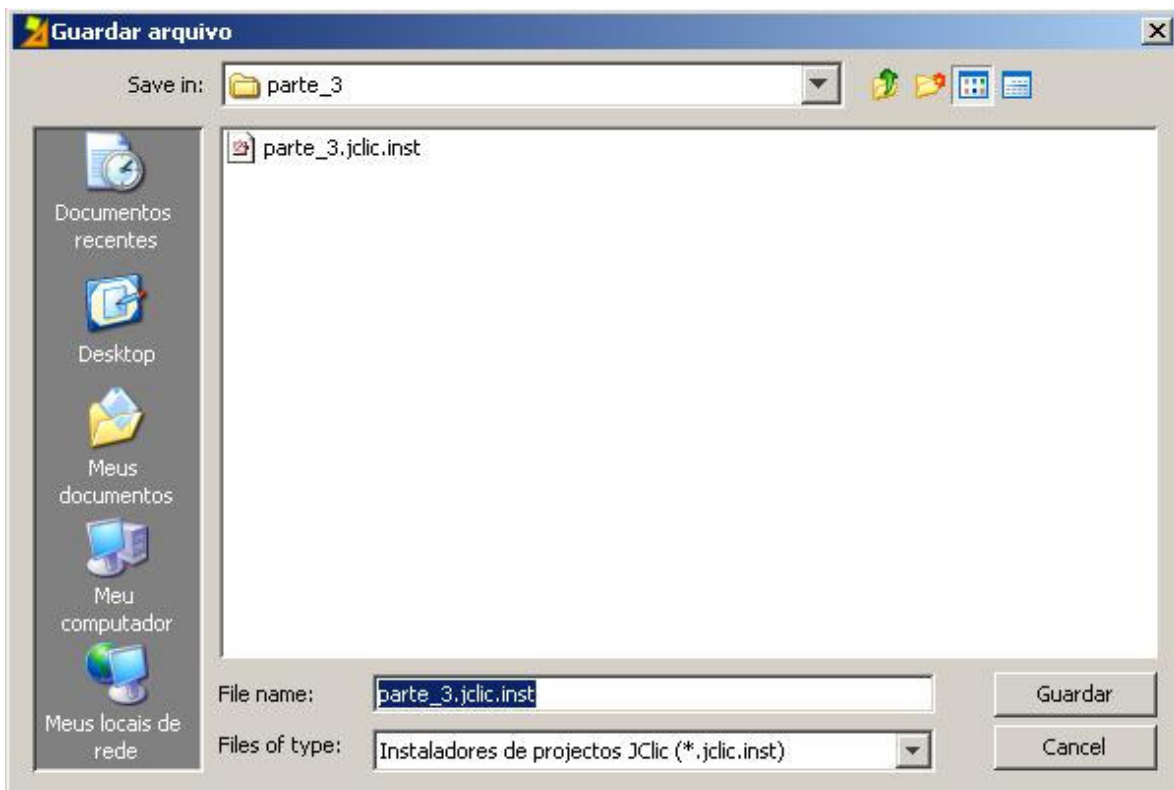 Guardar arquivo
Save in:
parte_3
parte_3.jclic.inst
Documentos
recentes
Desktop
Meus
documentos
Meu
computador
Meus locais de
rede
File name:
parte_3.jclic.inst
Guardar
Files of type:
Instaladores de projectos JClic (*.jclic.inst)
Cancel